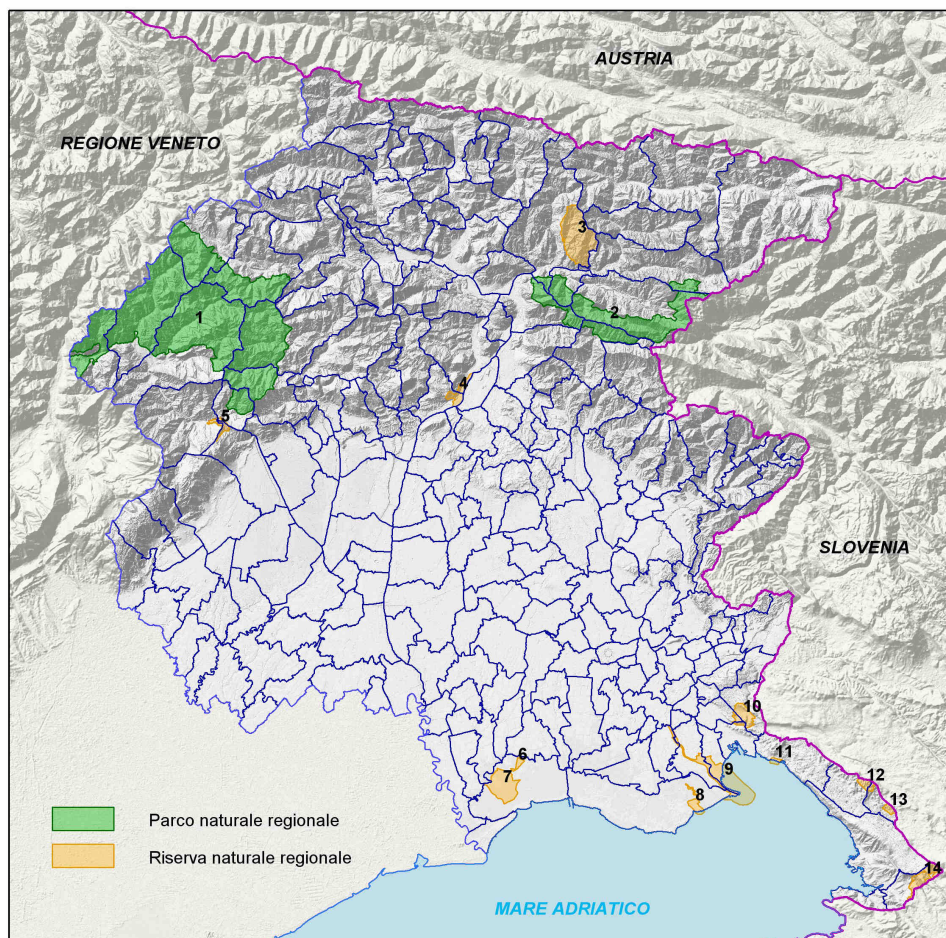 AUSTRIA
REGIONE VENETO
3
1
2
4
5
SLOVENIA
10
11
6
7
9
8
12
13
14
Parco naturale regionale
Riserva naturale regionale
MARE ADRIATICO